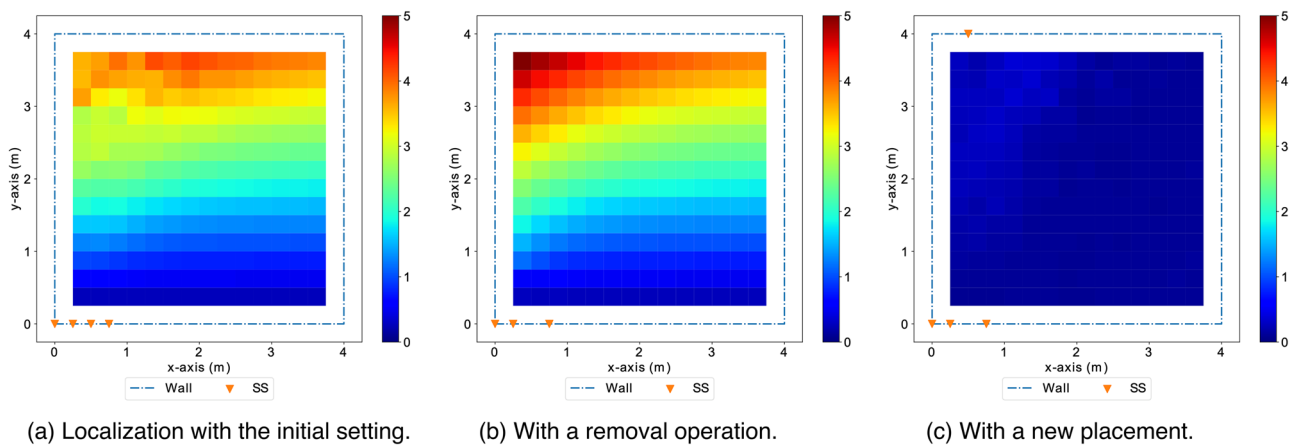 4
3
2
1
0
y-axis (m)
0 1 2 3 4
x-axis (m)
Wall SS
5
4
3
2
1
0
(a) Localization with the initial setting.
4
3
2
1
0
y-axis (m)
0 1 2 3 4
x-axis (m)
Wall SS
5
4
3
2
1
0
(b) With a removal operation.
4
3
2
1
0
y-axis (m)
0 1 2 3 4
x-axis (m)
Wall SS
5
4
3
2
1
0
(c) With a new placement.